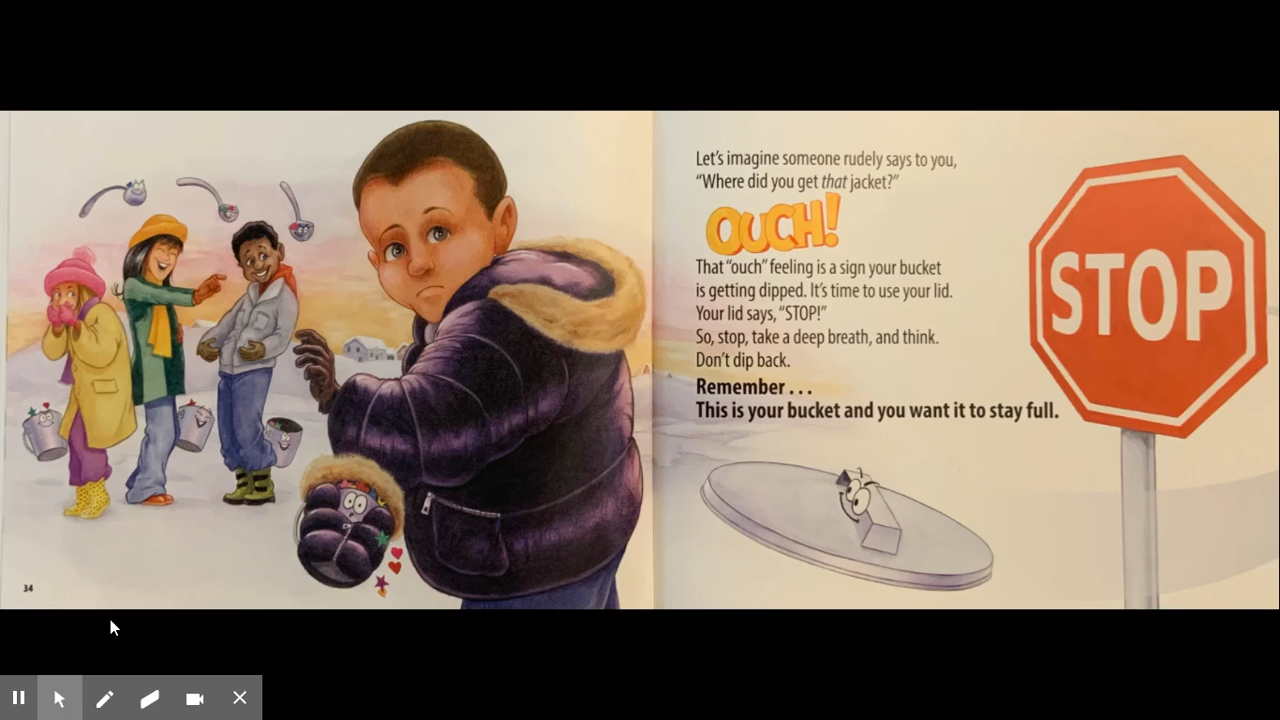 Let's imagine someone rudely says to you,
"Where did you get that jacket?"
OUCH!
That "ouch" feeling is a sign your bucket
is getting dipped. It's time to use your lid.
Your lid says, "STOP!"
So, stop, take a deep breath, and think.
Don't dip back.
Remember . . .
This is your bucket and you want it to stay full.
STOP
34